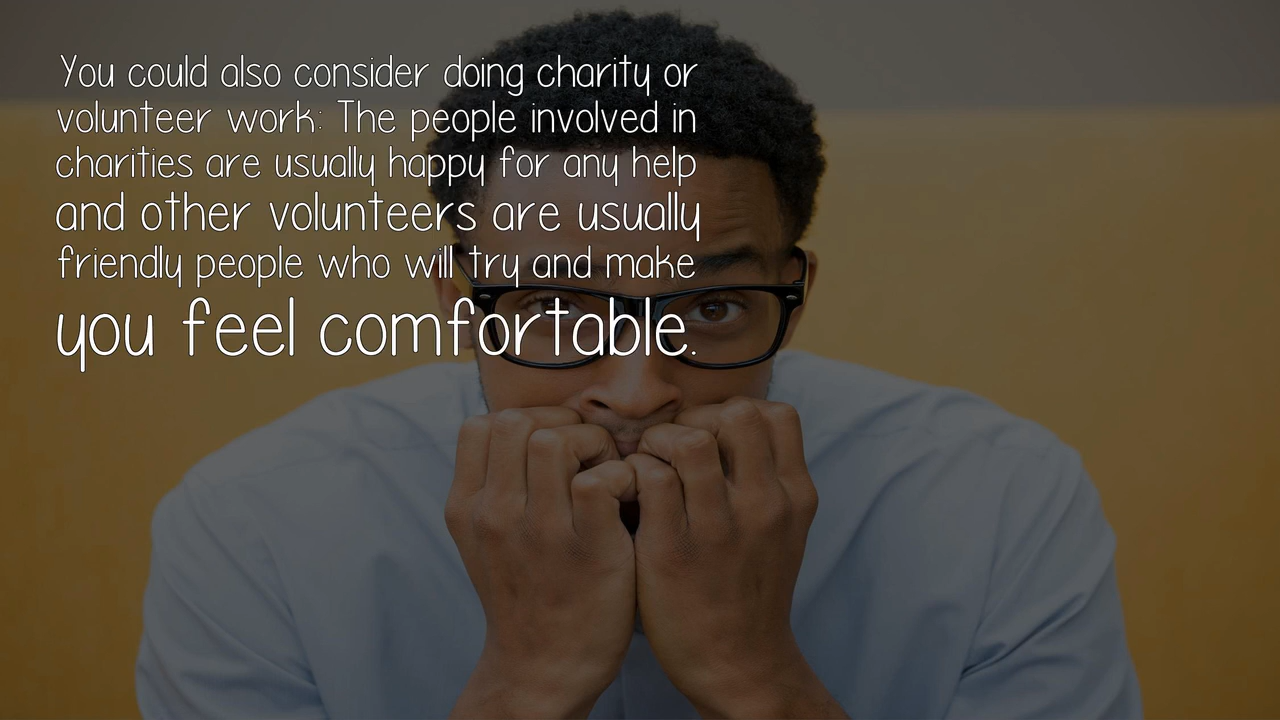 You could also consider doing charity or
volunteer work: The people involved in
charities are usually happy for any help
and other volunteers are usually
friendly people who will try and make
you feel comfortable.